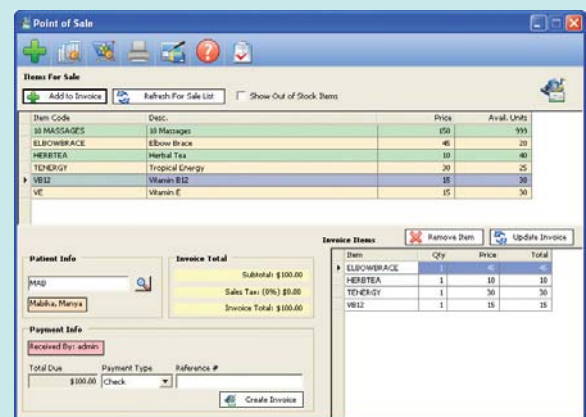 Point of Sale
Items For Sale
Add to Invoice Refresh For Sale List Show Out of Stock Items
Item Code Desc. Price Avail. Units
10 MASSAGES 10 Massages 150 999
ELBOWBRACE Elbow Brace 45 20
HERBTEA Herbal Tea 10 40
TENERGY Tropical Energy 30 25
VB12 Vitamin B12 15 30
VE Vitamin E 15 30
Invoice Items Remove Item Update Invoice
Item Qty Price Total
ELBOWBRACE 1 45 45
HERBTEA 1 10 10
TENERGY 1 30 30
VB12 1 15 15
Patient Info
MAB
Mabika, Manya
Invoice Total
Subtotal: $100.00
Sales Tax: (0%) $0.00
Invoice Total: $100.00
Payment Info
Received By: admin
Total Due Payment Type Reference #
$100.00 Check
Create Invoice